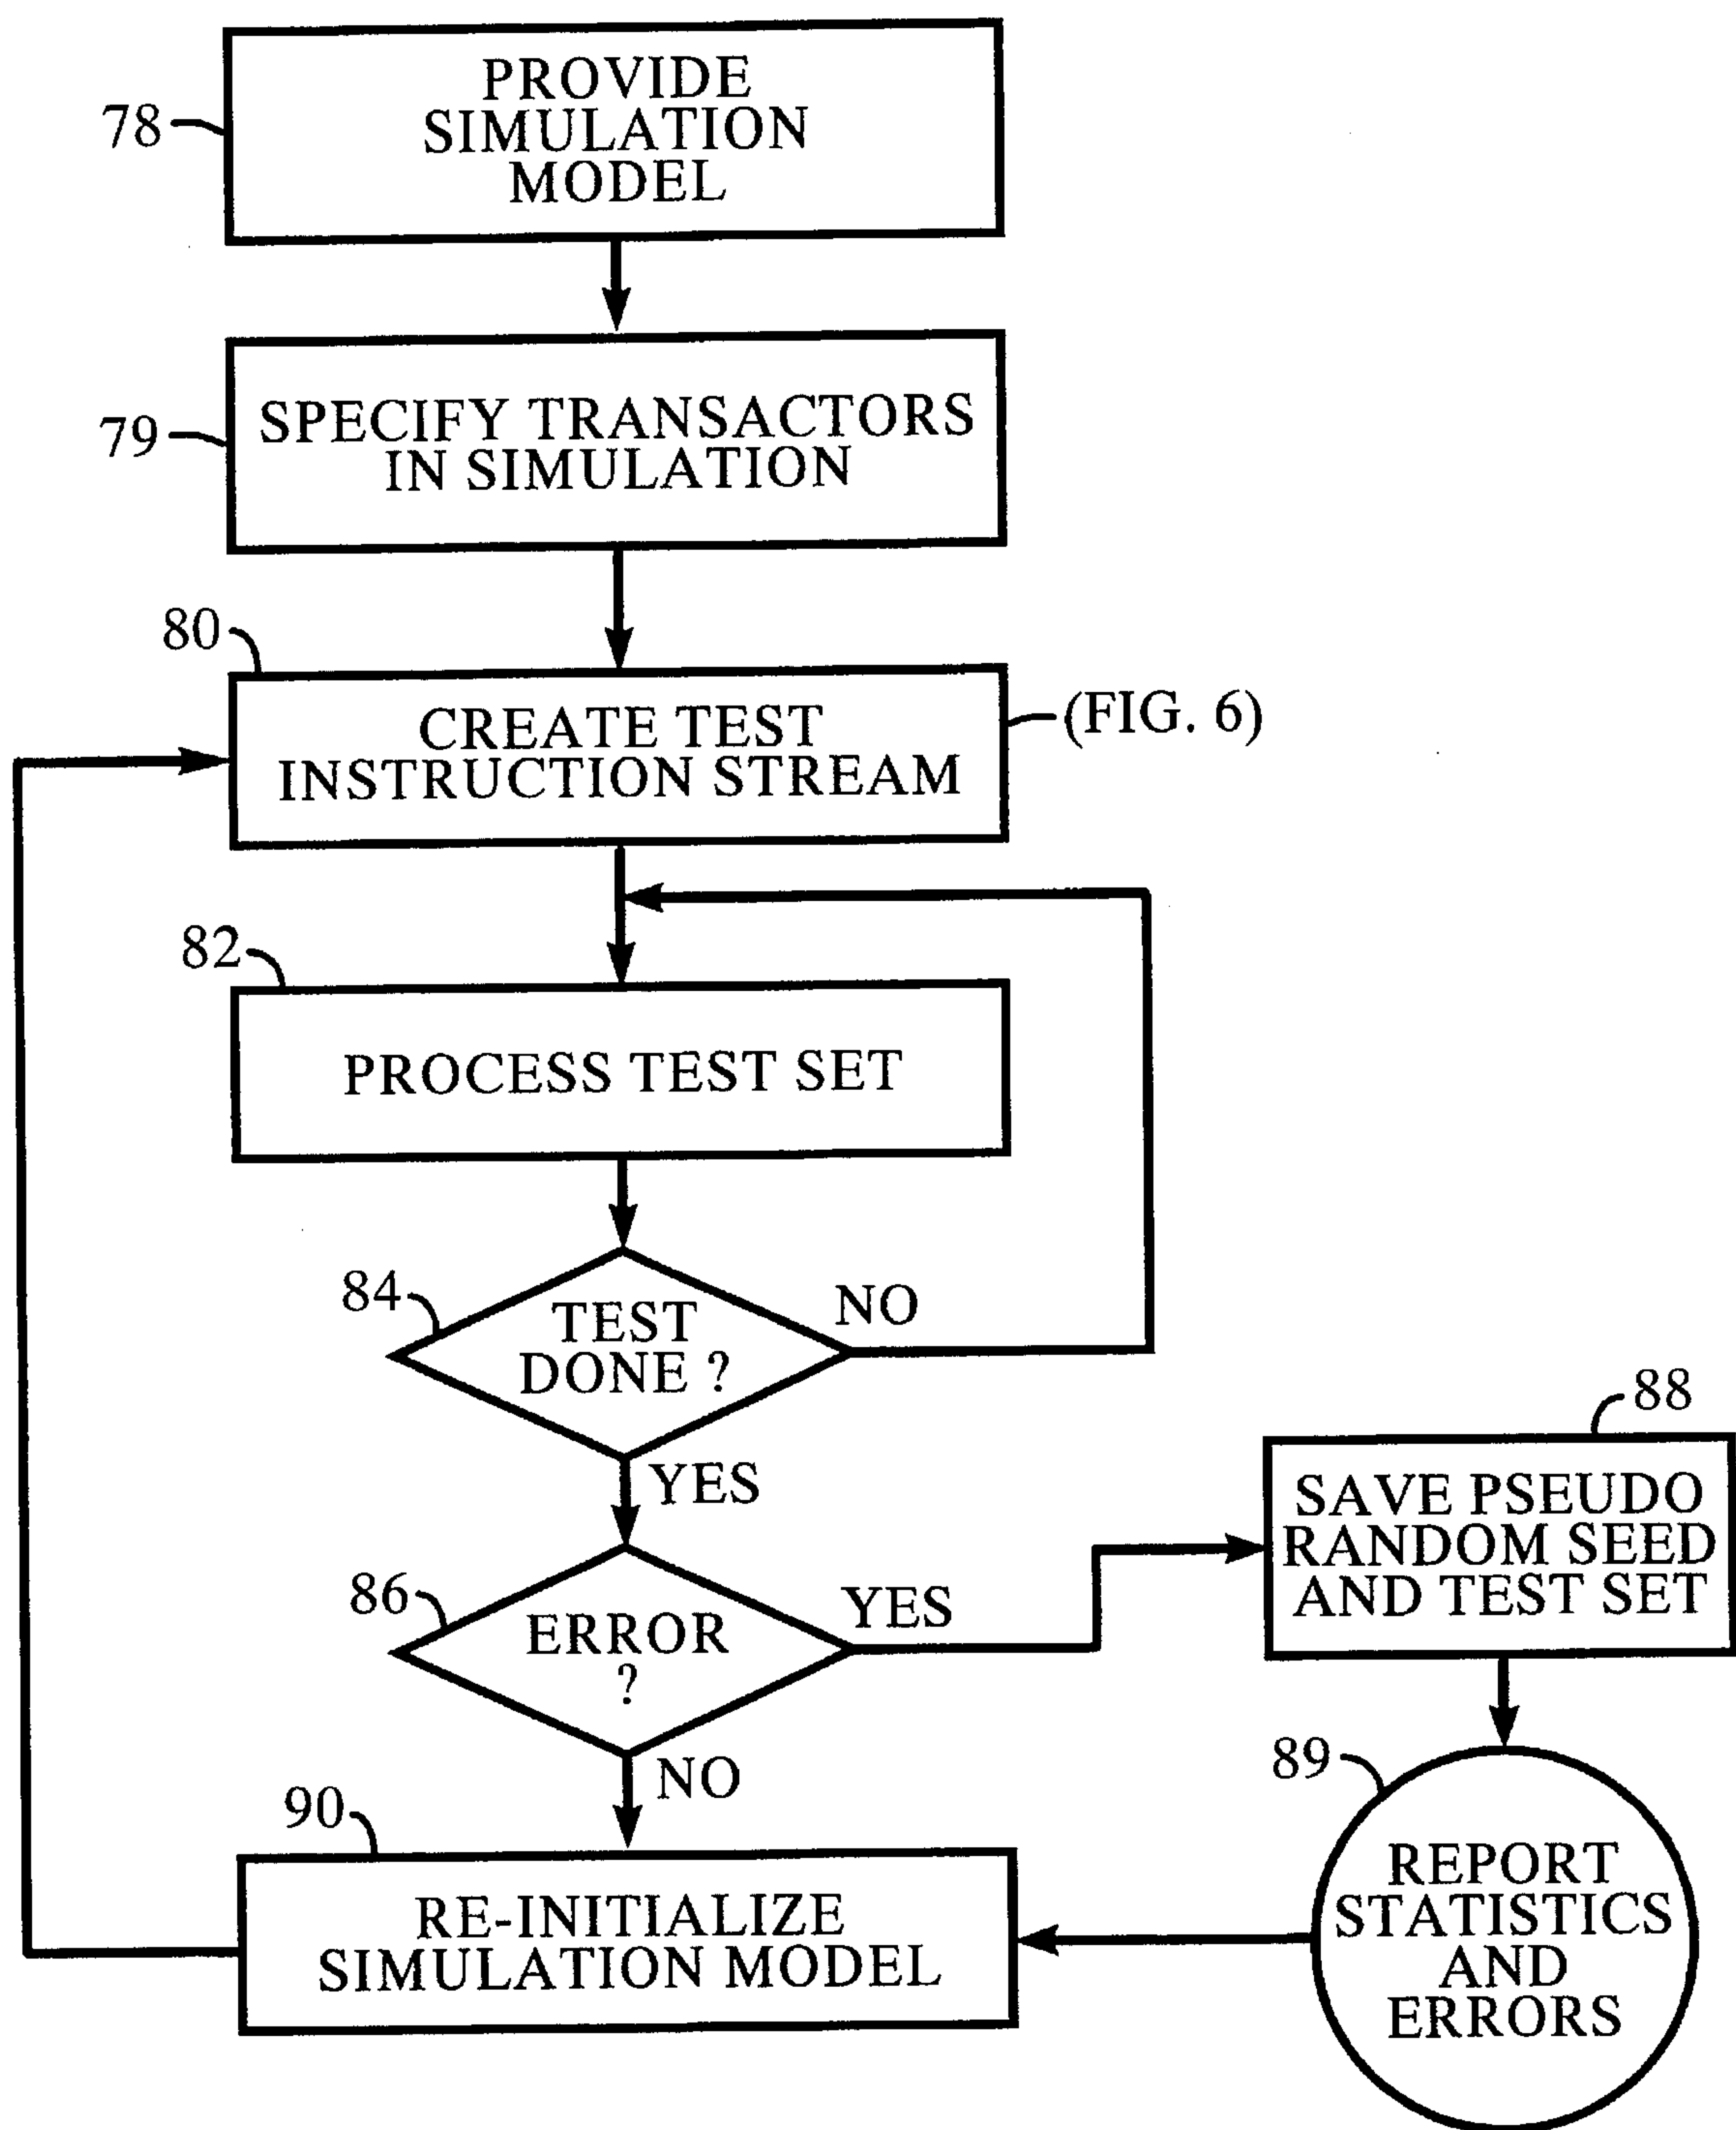 78
PROVIDE
SIMULATION
MODEL
79
SPECIFY TRANSACTORS
IN SIMULATION
80
CREATE TEST
INSTRUCTION STREAM
(FIG. 6)
82
PROCESS TEST SET
84
TEST
DONE ?
NO
YES
86
ERROR
?
YES
NO
88
SAVE PSEUDO
RANDOM SEED
AND TEST SET
89
REPORT
STATISTICS
AND
ERRORS
90
RE-INITIALIZE
SIMULATION MODEL